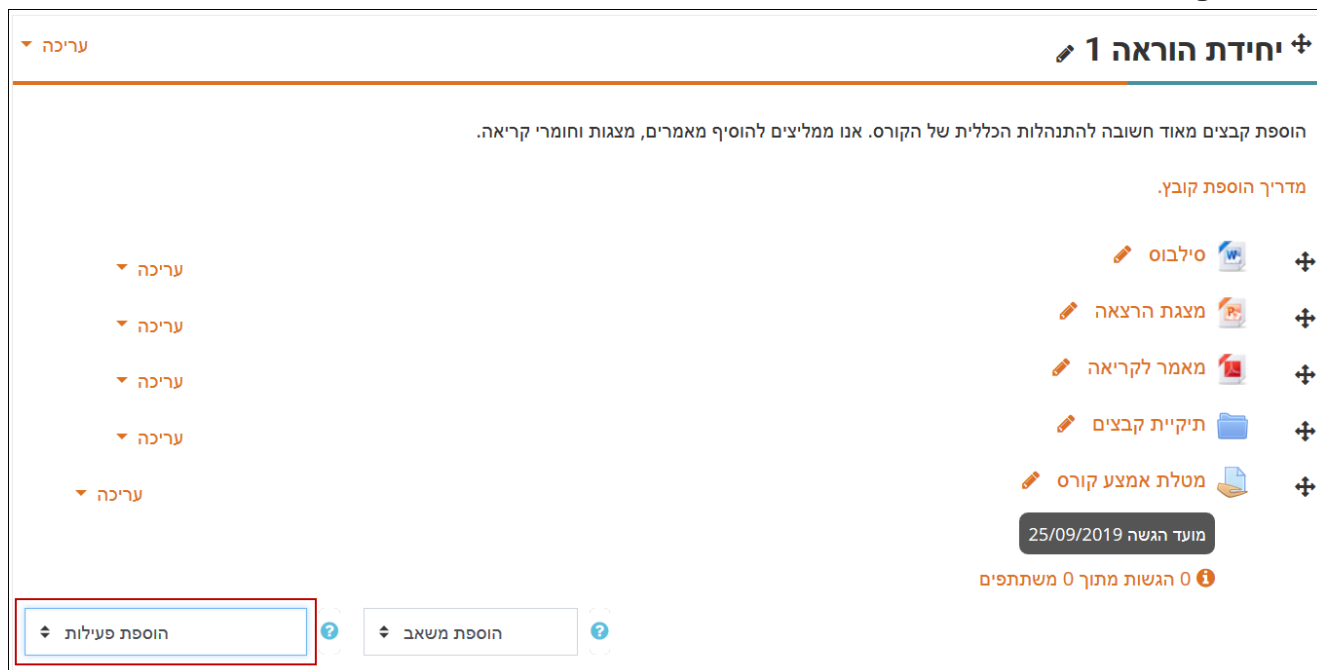 יחידת הוראה 1
עריכה
הוספת קבצים מאוד חשובה להתנהלות הכללית של הקורס. אנו ממליצים להוסיף מאמרים, מצגות וחומרי קריאה.
מדריך הוספת קובץ.
סילבוס עריכה
מצגת הרצאה עריכה
מאמר לקריאה עריכה
תיקיית קבצים עריכה
מטלת אמצע קורס עריכה
מועד הגשה 25/09/2019
0 הגשות מתוך 0 משתתפים
הוספת משאב הוספת פעילות